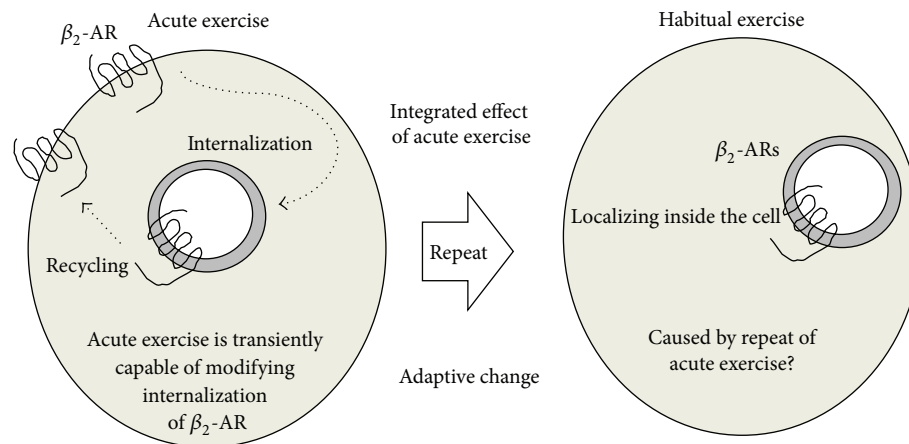 Acute exercise
β₂-AR
Internalization
Recycling
Acute exercise is transiently
capable of modifying
internalization
of β₂-AR
Integrated effect
of acute exercise
Repeat
Adaptive change
Habitual exercise
β₂-ARs
Localizing inside the cell
Caused by repeat of
acute exercise?